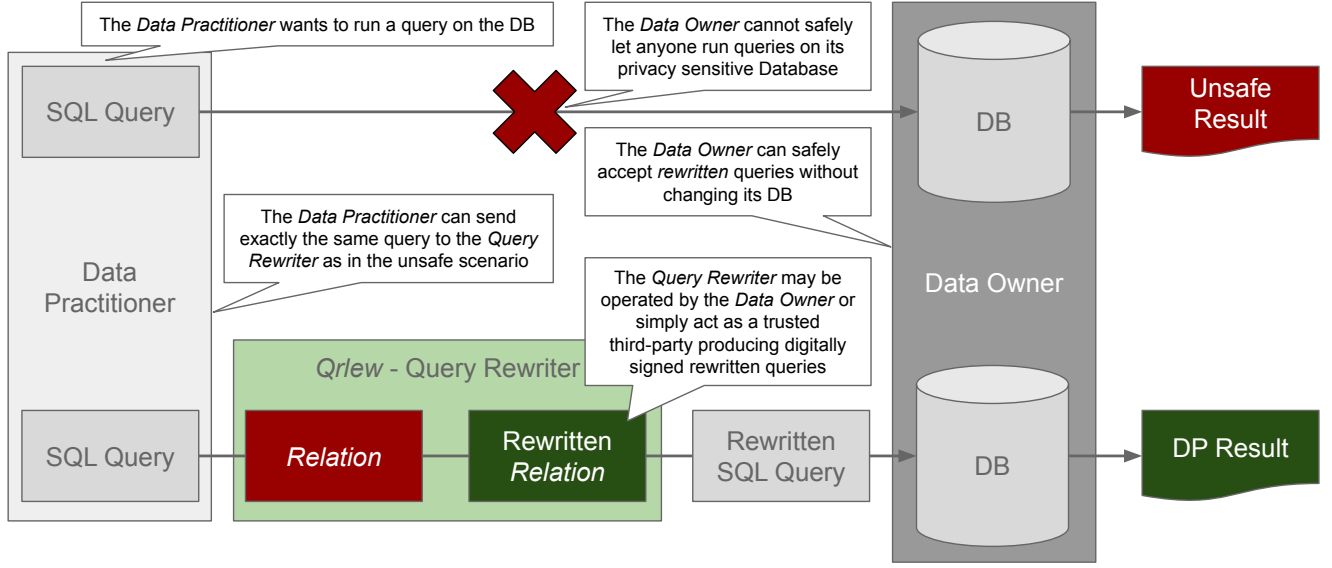 The Data Practitioner wants to run a query on the DB
The Data Owner cannot safely
let anyone run queries on its
privacy sensitive Database
SQL Query
DB
Unsafe
Result
The Data Owner can safely
accept rewritten queries without
changing its DB
The Data Practitioner can send
exactly the same query to the Query
Rewriter as in the unsafe scenario
Data
Practitioner
Data Owner
The Query Rewriter may be
operated by the Data Owner or
simply act as a trusted
third-party producing digitally
signed rewritten queries
Qrlew - Query Rewriter
SQL Query
Relation
Rewritten
Relation
Rewritten
SQL Query
DB
DP Result